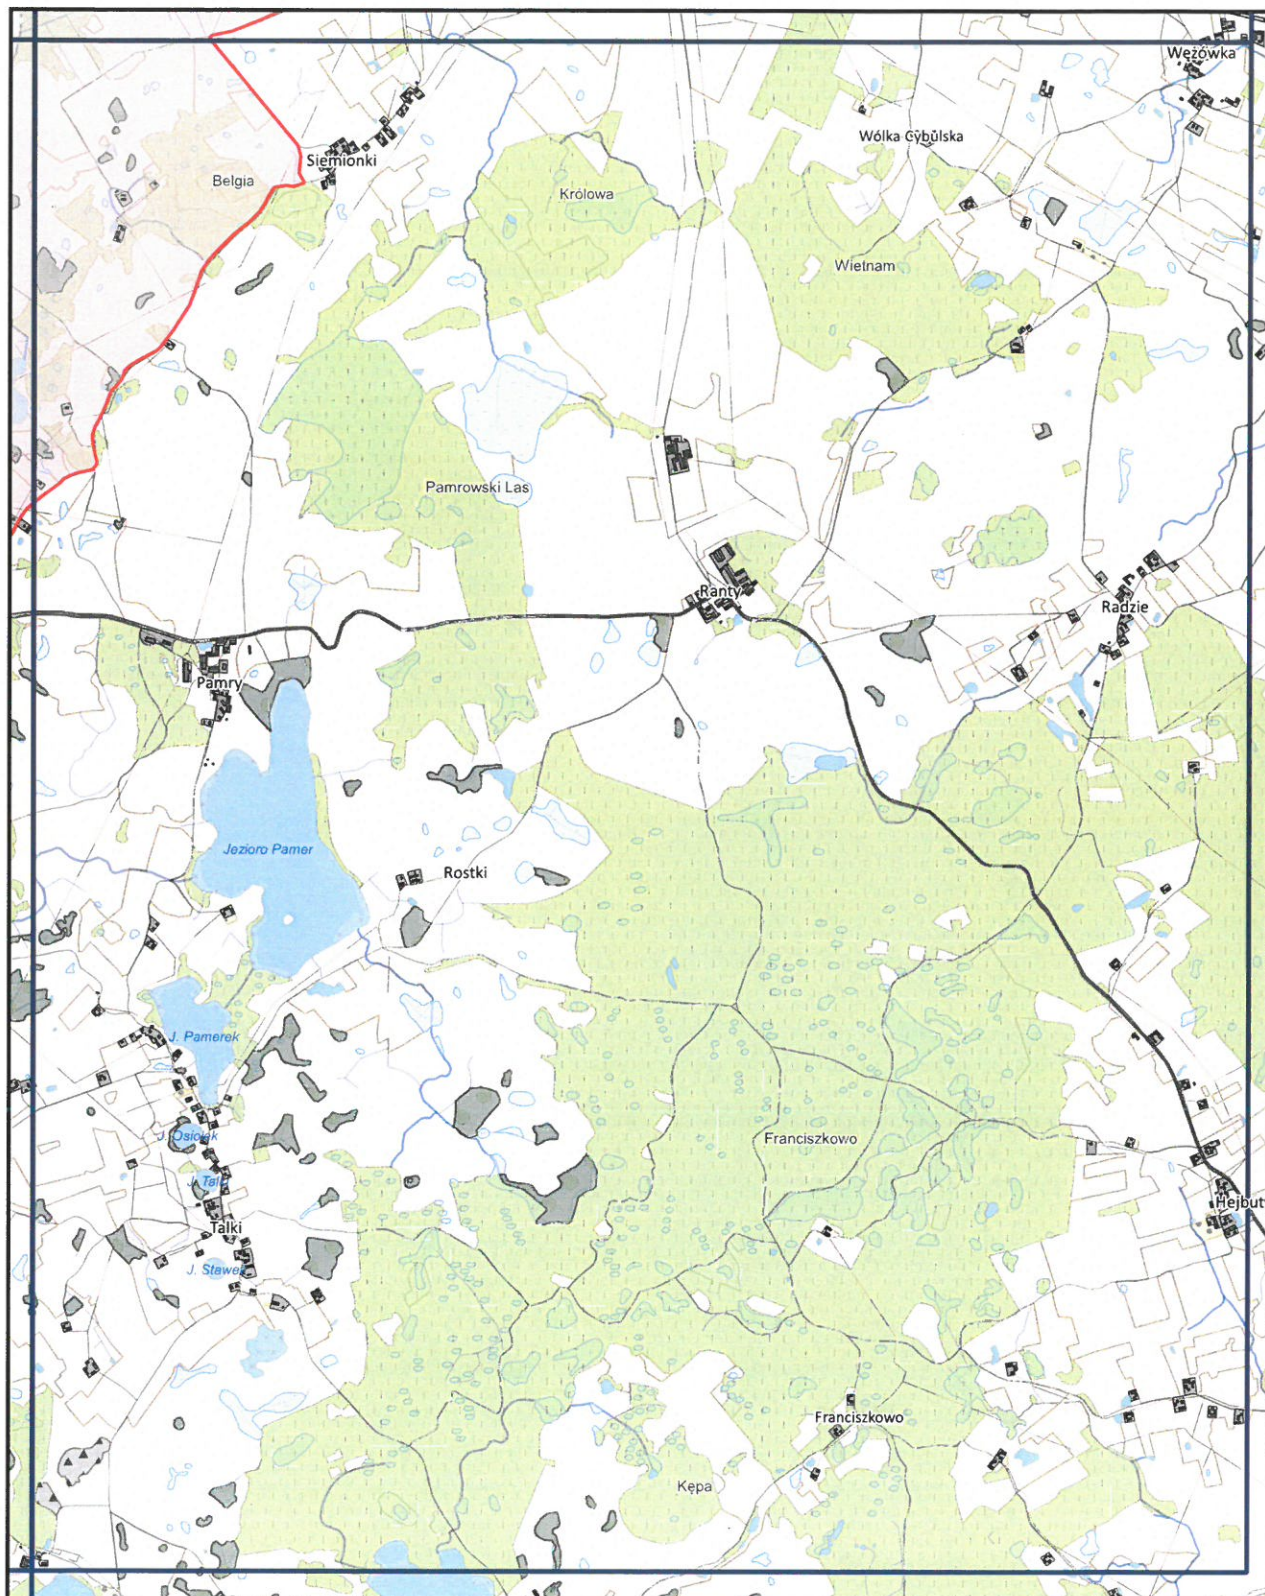 Wężówka
Wólka Cybulska
Siemionki
Belgia
Królowa
Wietnam
Pamrowski Las
Ranty
Radzie
Pamry
Jezioro Pamer
Rostki
J. Pamerek
J. Osiołek
Franciszkowo
J. Talki
Hejbuty
Talki
J. Stawek
Franciszkowo
Kępa